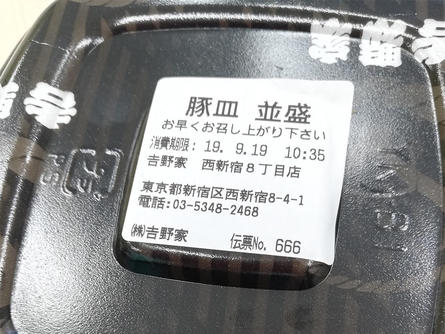 豚皿 並盛
お早くお召し上がり下さい
消費期限: 19. 9.19 10:35
吉野家 西新宿8丁目店
東京都新宿区西新宿8-4-1
電話:03-5348-2468
㈱吉野家 伝票No. 666